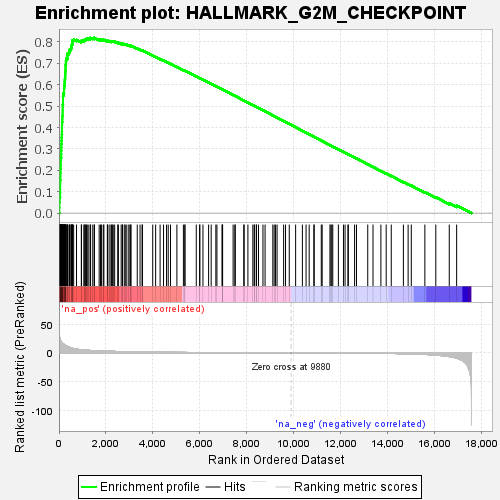 Enrichment plot: HALLMARK_G2M_CHECKPOINT
Enrichment score (ES)
0.8
0.7
0.6
0.5
0.4
0.3
0.2
0.1
0.0
'na_pos' (positively correlated)
Ranked list metric (PreRanked)
50
0
-50
-100
Zero cross at 9880
'na_neg' (negatively correlated)
0
2,000
4,000
6,000
8,000
10,000
12,000
14,000
16,000
18,000
Rank in Ordered Dataset
Enrichment profile
Hits
Ranking metric scores